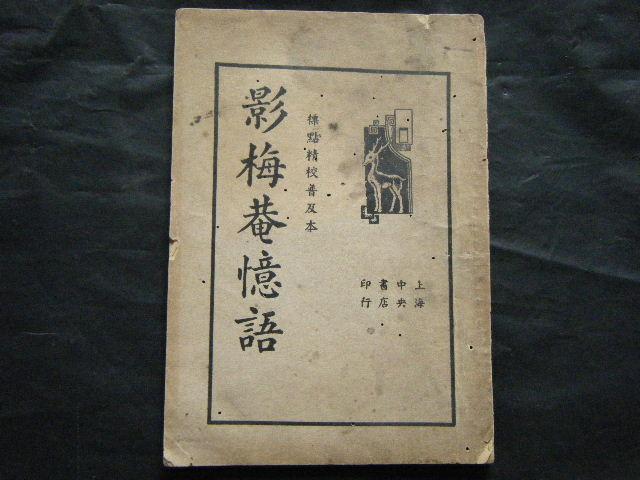 影梅菴憶語
標點精校普及本
上海
中央
書店
印行